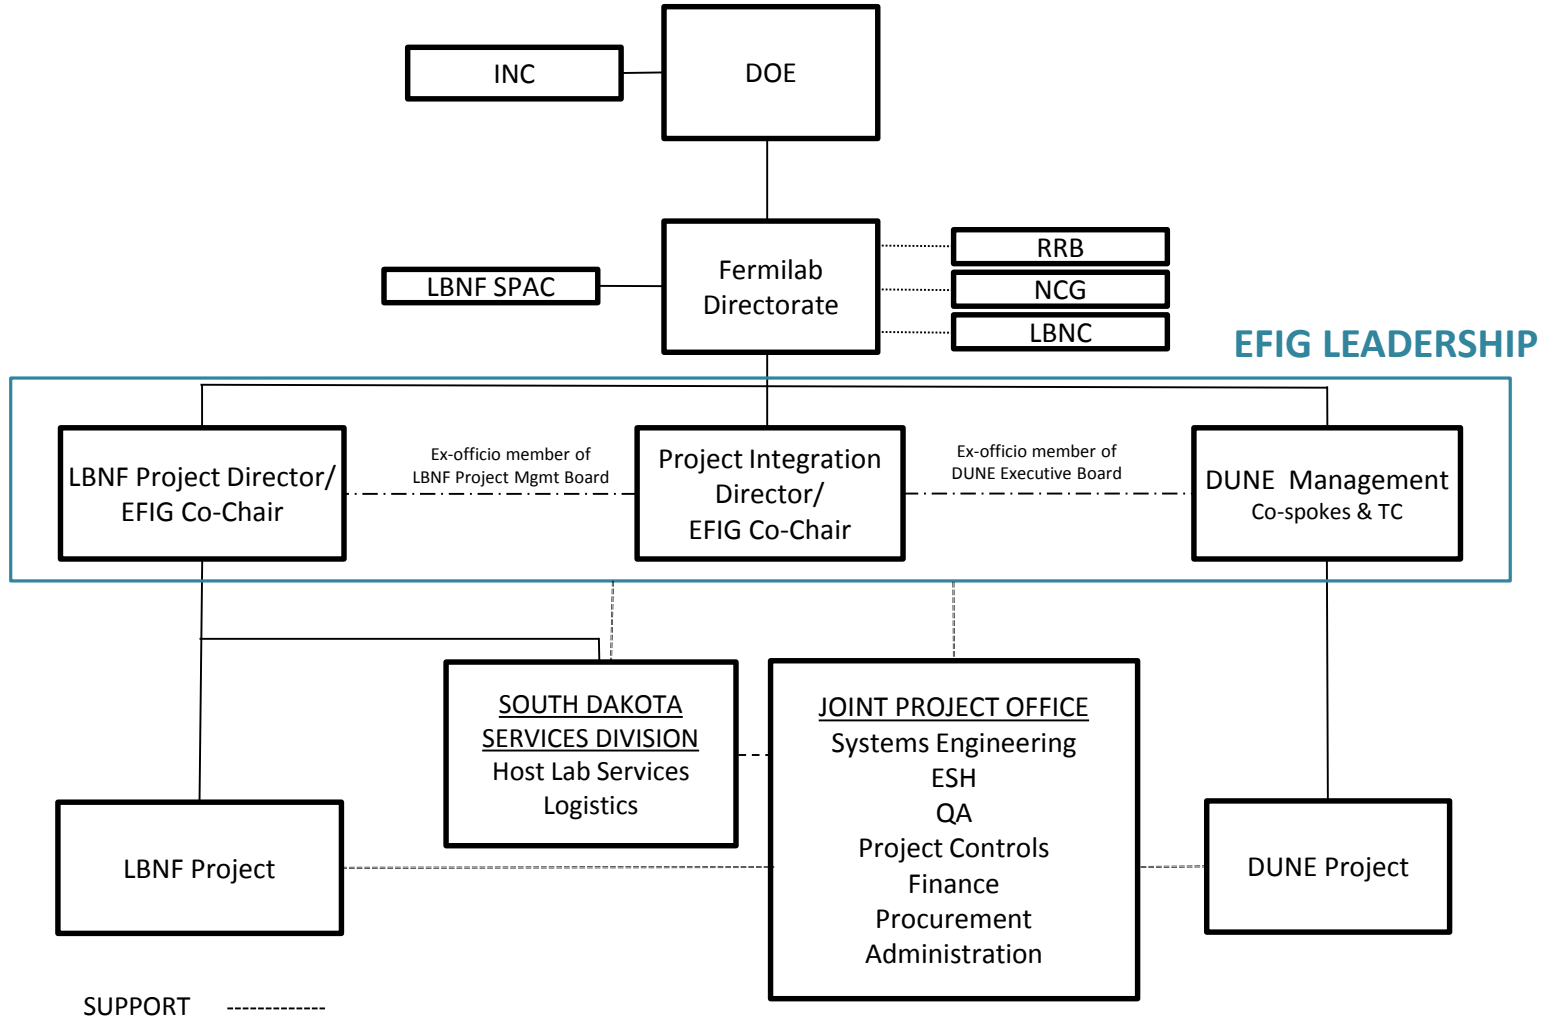 INC
DOE
Fermilab
Directorate
LBNF SPAC
RRB
NCG
LBNC
EFIG LEADERSHIP
LBNF Project Director/
EFIG Co-Chair
Ex-officio member of
LBNF Project Mgmt Board
Project Integration
Director/
EFIG Co-Chair
Ex-officio member of
DUNE Executive Board
DUNE Management
Co-spokes & TC
SOUTH DAKOTA
SERVICES DIVISION
Host Lab Services
Logistics
JOINT PROJECT OFFICE
Systems Engineering
ESH
QA
Project Controls
Finance
Procurement
Administration
LBNF Project
DUNE Project
SUPPORT